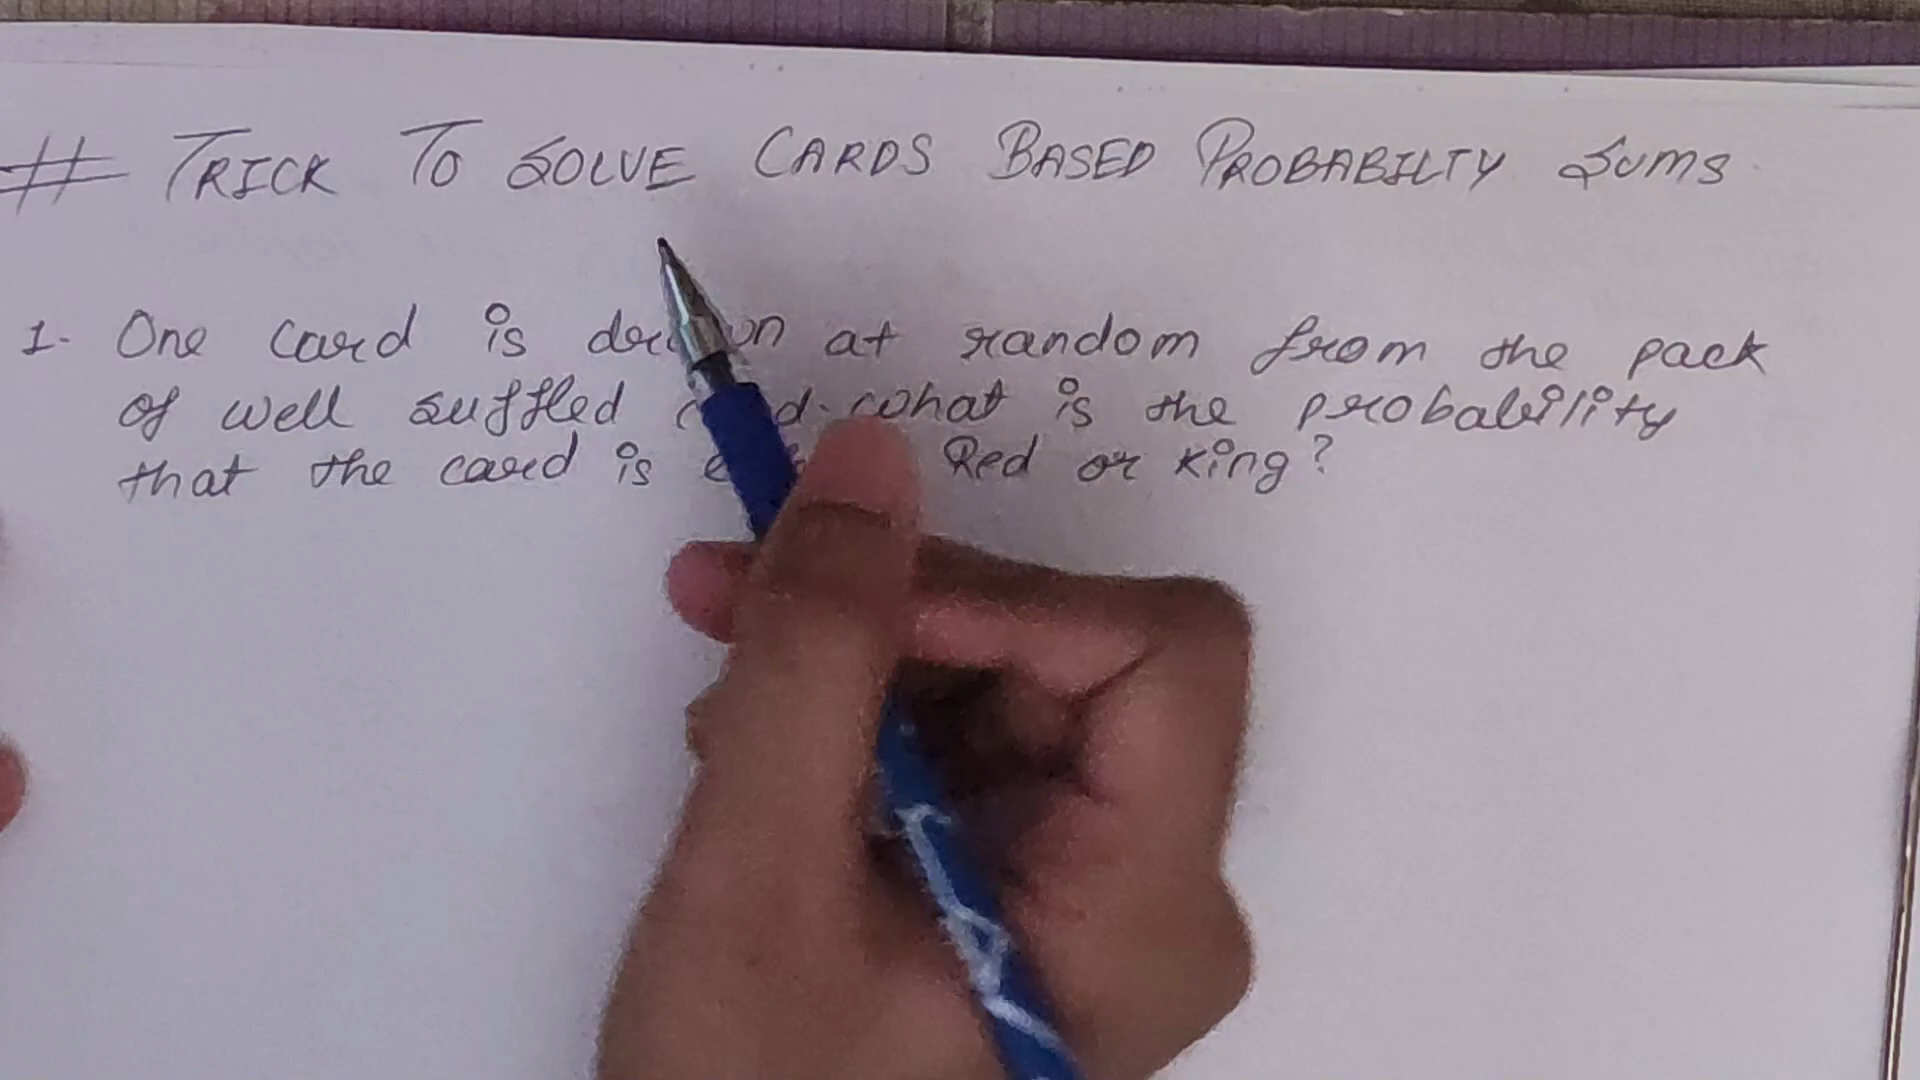 # TRICK TO SOLVE CARDS BASED PROBABILTY SUMS
1. One card is at random from the pack
of well suffled what is the probability
that the card is Red or king?